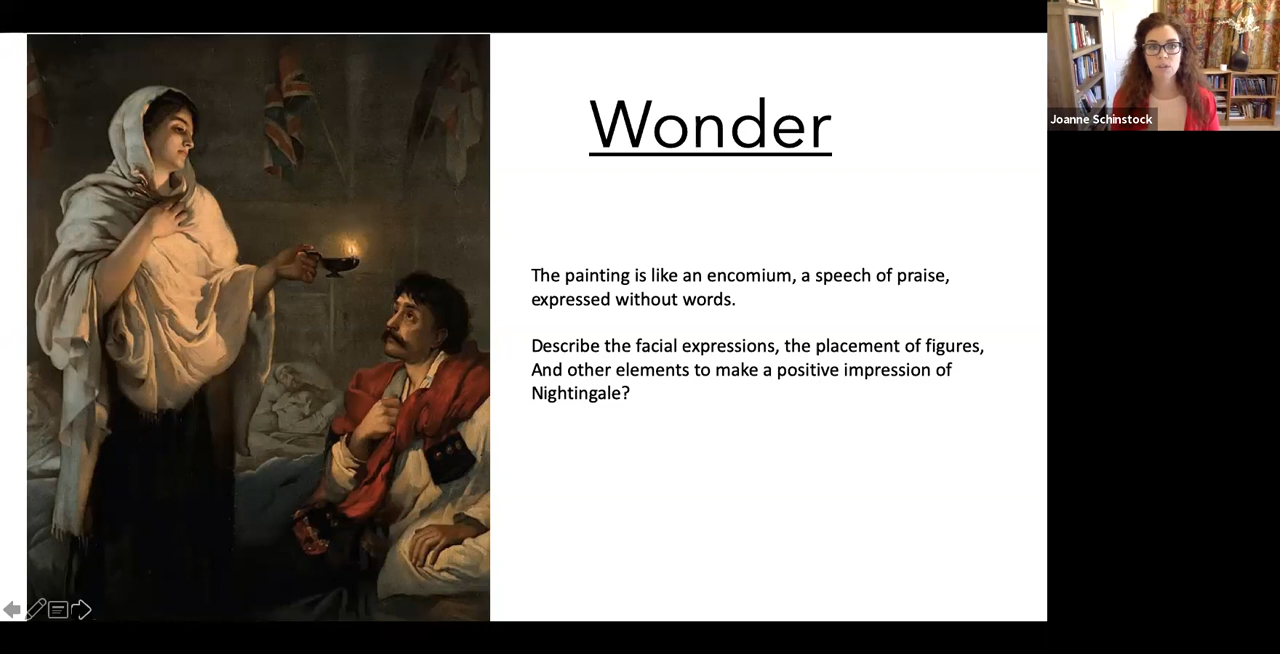 Wonder
The painting is like an encomium, a speech of praise,
expressed without words.
Describe the facial expressions, the placement of figures,
And other elements to make a positive impression of
Nightingale?
Joanne Schinstock